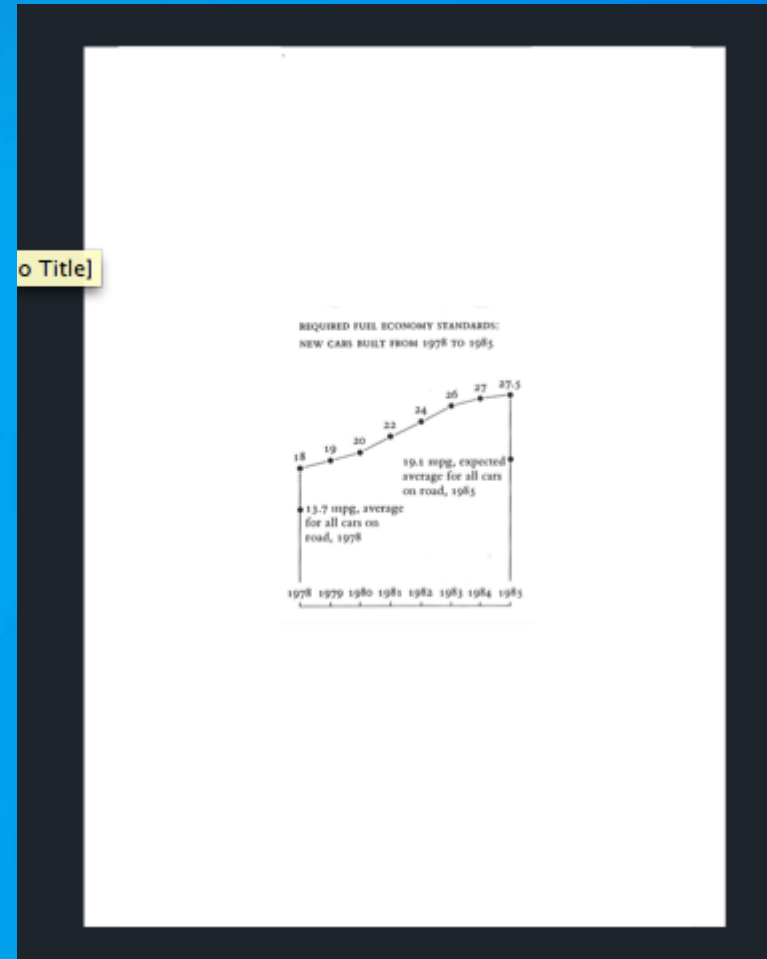 o Title]
REQUIRED FUEL ECONOMY STANDARDS:
NEW CARS BUILT FROM 1978 TO 1985
18
19
20
22
24
26
27
27.5
19.1 mpg, expected
average for all cars
on road, 1985
13.7 mpg, average
for all cars on
road, 1978
1978 1979 1980 1981 1982 1983 1984 1985